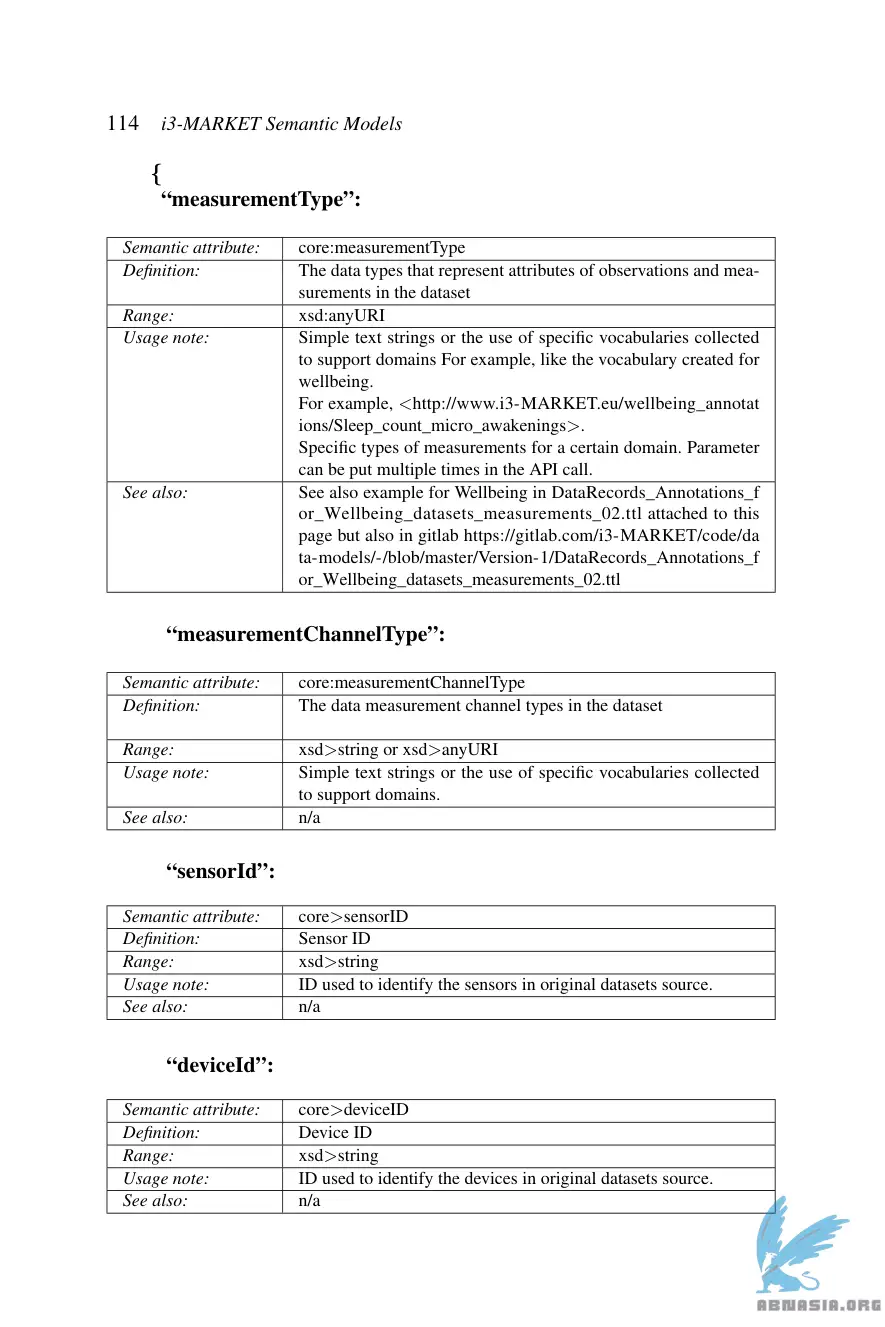 114 i3-MARKET Semantic Models
{
“measurementType”:
Semantic attribute: core:measurementType
Definition: The data types that represent attributes of observations and mea-
surements in the dataset
Range: xsd:anyURI
Usage note: Simple text strings or the use of specific vocabularies collected
to support domains For example, like the vocabulary created for
wellbeing.
For example, <http://www.i3-MARKET.eu/wellbeing_annotat
ions/Sleep_count_micro_awakenings>.
Specific types of measurements for a certain domain. Parameter
can be put multiple times in the API call.
See also: See also example for Wellbeing in DataRecords_Annotations_f
or_Wellbeing_datasets_measurements_02.ttl attached to this
page but also in gitlab https://gitlab.com/i3-MARKET/code/da
ta-models/-/blob/master/Version-1/DataRecords_Annotations_f
or_Wellbeing_datasets_measurements_02.ttl
“measurementChannelType”:
Semantic attribute: core:measurementChannelType
Definition: The data measurement channel types in the dataset
Range: xsd>string or xsd>anyURI
Usage note: Simple text strings or the use of specific vocabularies collected
to support domains.
See also: n/a
“sensorId”:
Semantic attribute: core>sensorID
Definition: Sensor ID
Range: xsd>string
Usage note: ID used to identify the sensors in original datasets source.
See also: n/a
“deviceId”:
Semantic attribute: core>deviceID
Definition: Device ID
Range: xsd>string
Usage note: ID used to identify the devices in original datasets source.
See also: n/a
ABNASIA.ORG